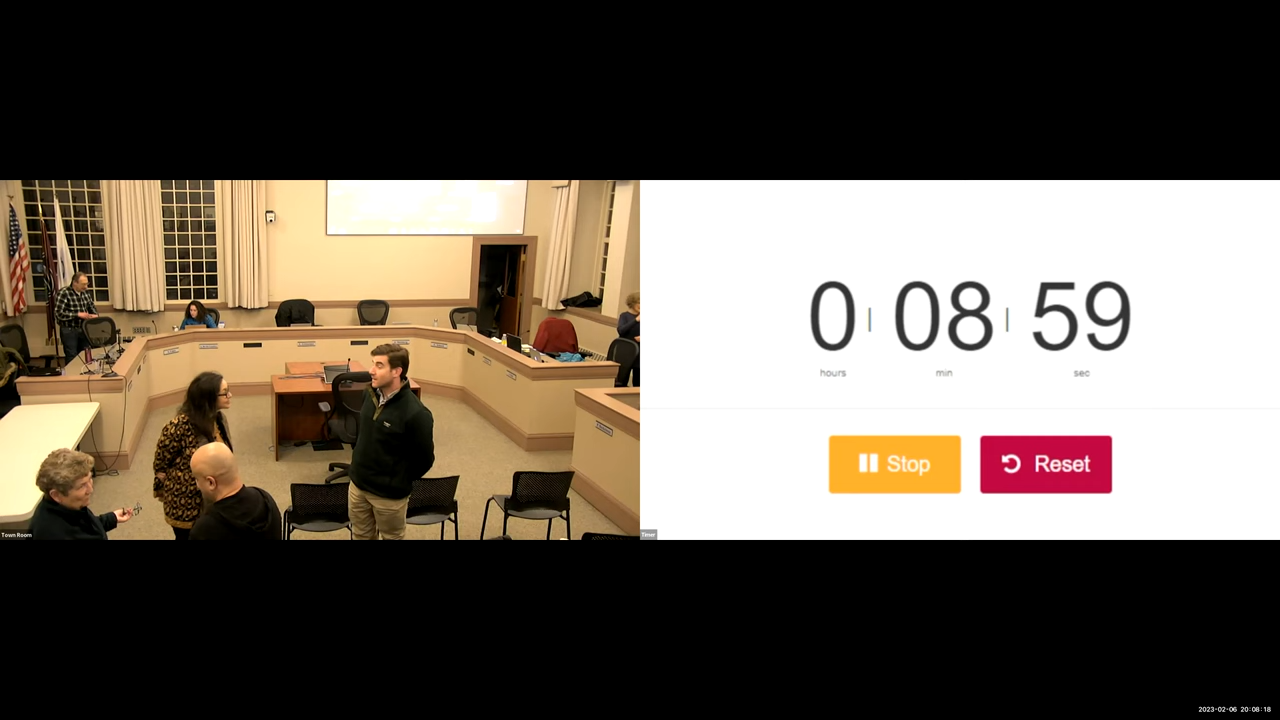 0 08 59
hours min sec
Stop Reset
Town Room
Timer
2023-02-06 20:08:18